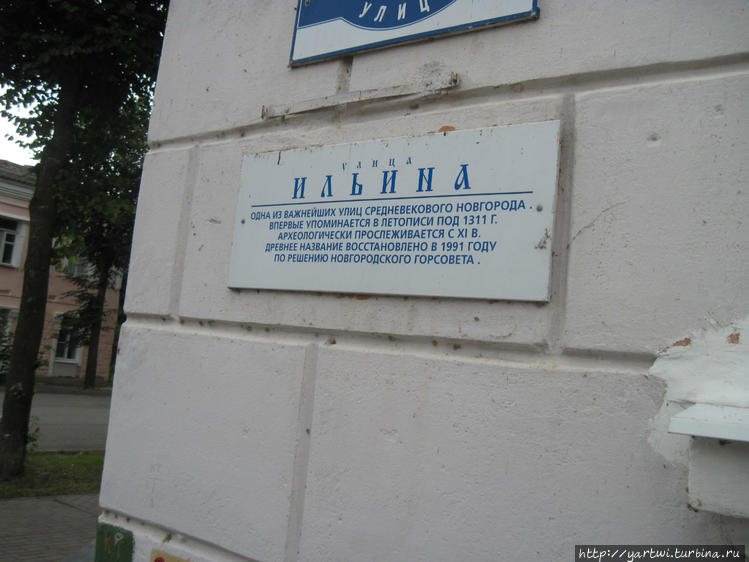 УЛИЦ
улица
ИЛЬИНА
ОДНА ИЗ ВАЖНЕЙШИХ УЛИЦ СРЕДНЕВЕКОВОГО НОВГОРОДА .
ВПЕРВЫЕ УПОМИНАЕТСЯ В ЛЕТОПИСИ ПОД 1311 Г.
АРХЕОЛОГИЧЕСКИ ПРОСЛЕЖИВАЕТСЯ С XI В.
ДРЕВНЕЕ НАЗВАНИЕ ВОССТАНОВЛЕНО В 1991 ГОДУ
ПО РЕШЕНИЮ НОВГОРОДСКОГО ГОРСОВЕТА .
http://yartwi.turbina.ru